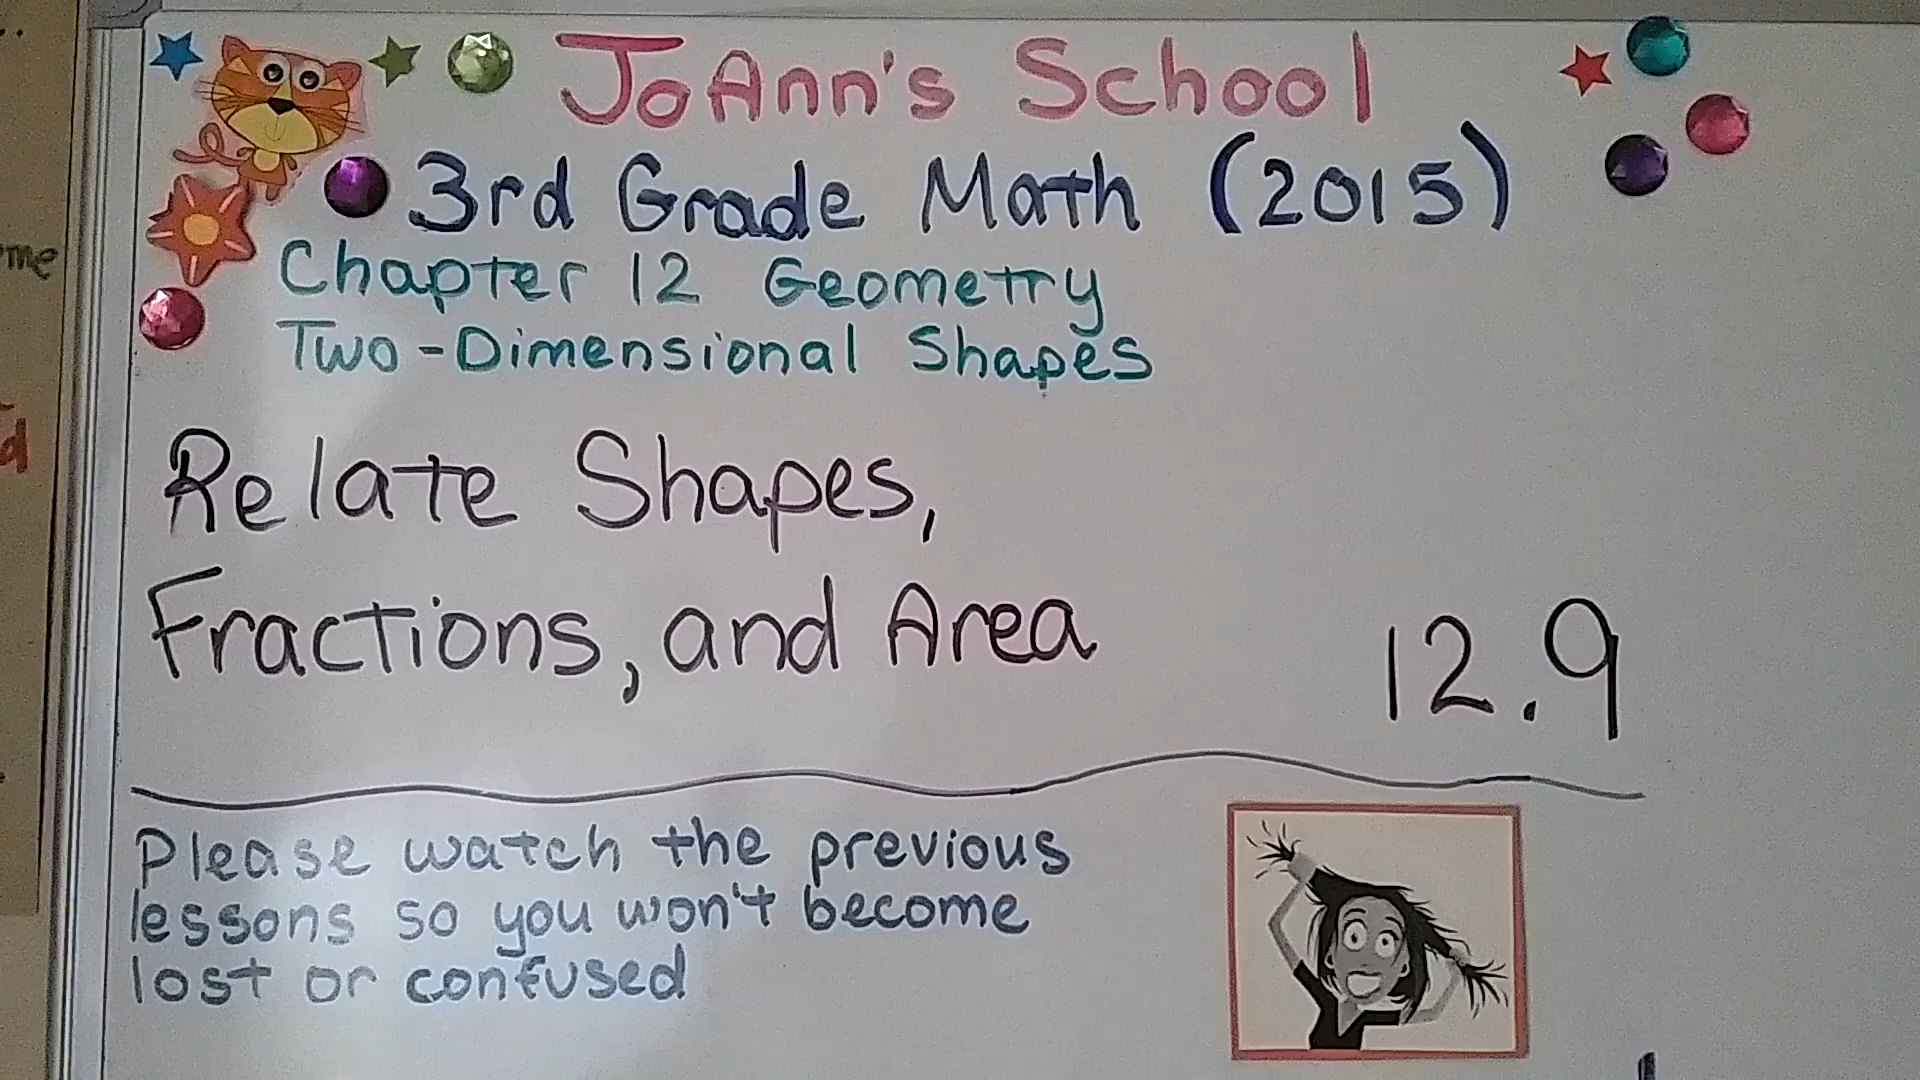 JoAnn's School
3rd Grade Math (2015)
Chapter 12 Geometry
Two-Dimensional Shapes
Relate Shapes,
Fractions, and Area
12.9
Please watch the previous
lessons so you won't become
lost or confused
me
d